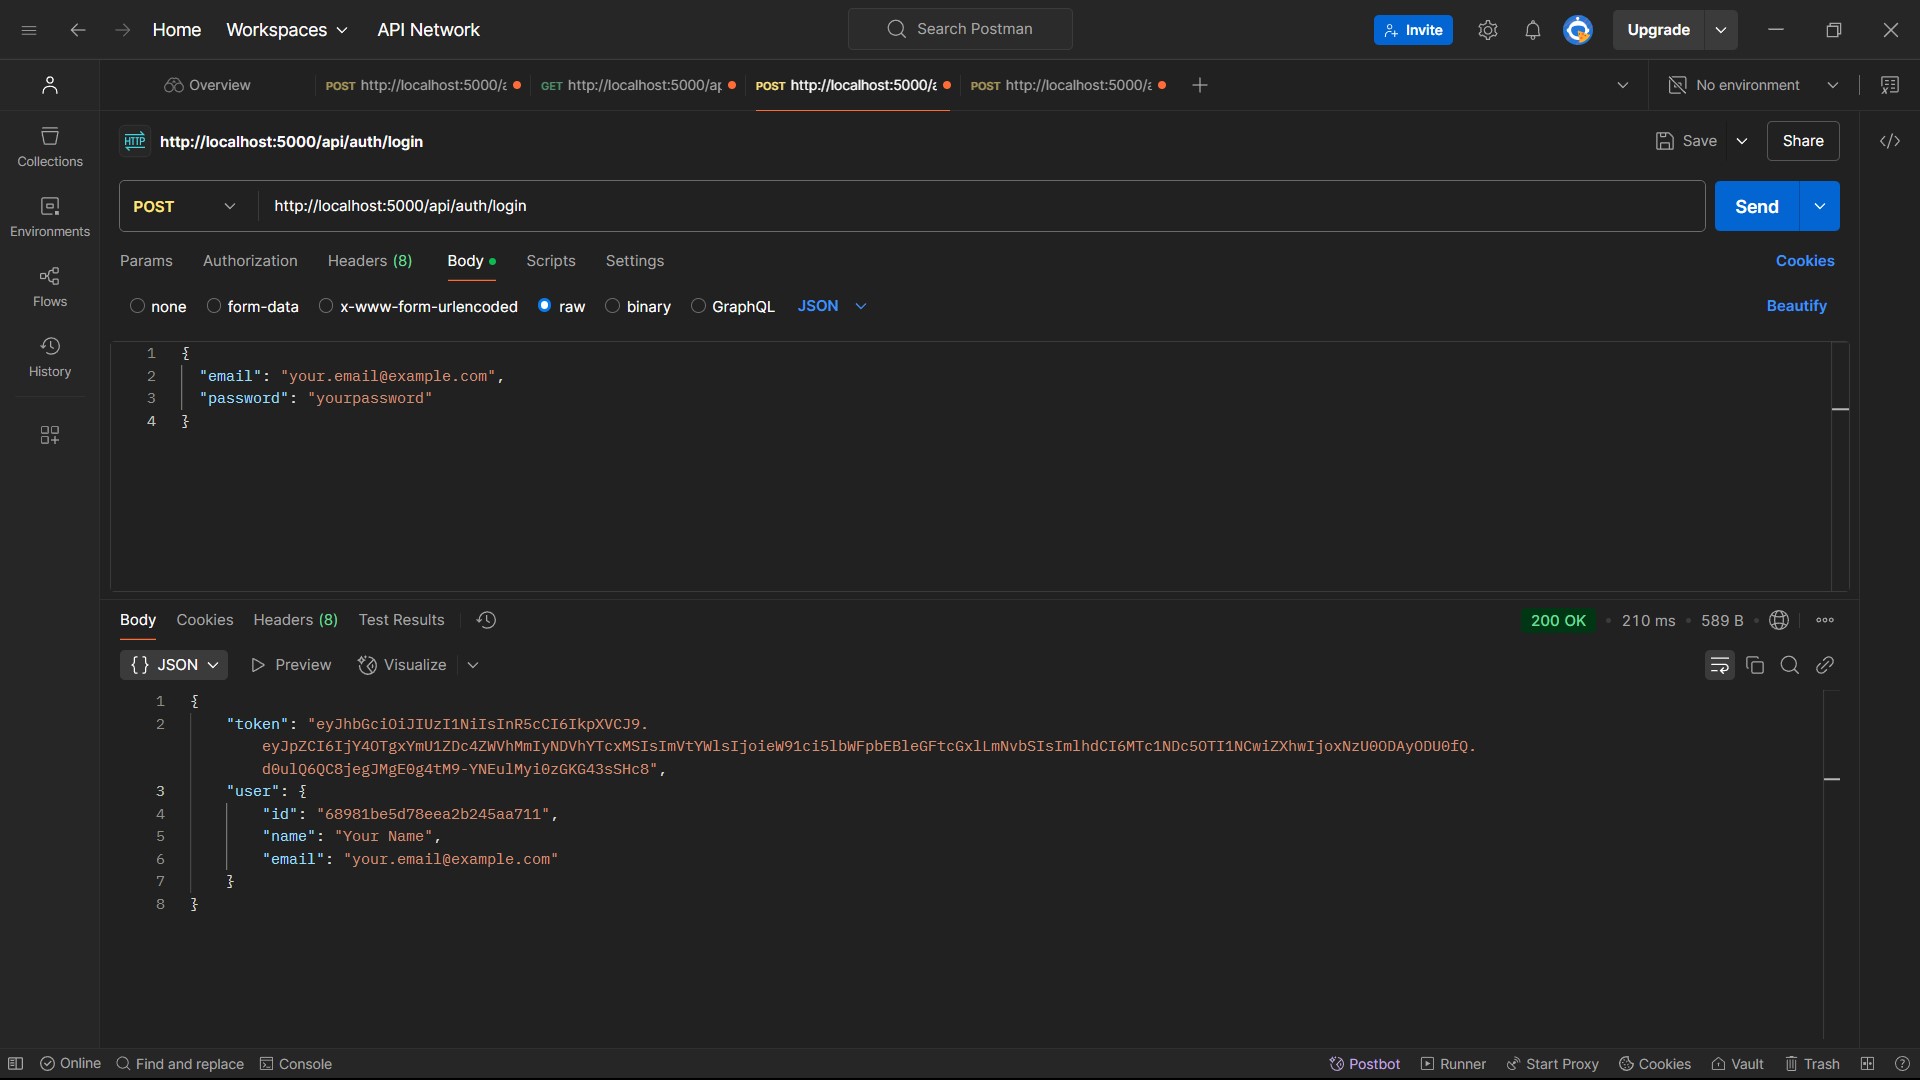 Home Workspaces API Network Search Postman Invite Upgrade
Overview POST http://localhost:5000/a GET http://localhost:5000/ap POST http://localhost:5000/a POST http://localhost:5000/a No environment
HTTP http://localhost:5000/api/auth/login Save Share
Collections
POST http://localhost:5000/api/auth/login Send
Environments
Params Authorization Headers (8) Body Scripts Settings Cookies
Flows
none form-data x-www-form-urlencoded raw binary GraphQL JSON Beautify
History
1 {
2 "email": "your.email@example.com",
3 "password": "yourpassword"
4 }
Body Cookies Headers (8) Test Results 200 OK • 210 ms • 589 B •
{} JSON Preview Visualize
1 {
2 "token": "eyJhbGciOiJIUzI1NiIsInR5cCI6IkpXVCJ9.
eyJpZCI6IjY4OTgxYmU1ZDc4ZWVhMmIyNDVhYTcxMSIsImVtYWlsIjoieW91ci5lbWFpbEBleGFtcGxlLmNvbSIsImlhdCI6MTc1NDc5OTI1NCwiZXhwIjoxNzU0ODAyODU0fQ.
d0ulQ6QC8jegJMgE0g4tM9-YNEulMyi0zGKG43sSHc8",
3 "user": {
4 "id": "68981be5d78eea2b245aa711",
5 "name": "Your Name",
6 "email": "your.email@example.com"
7 }
8 }
Online Find and replace Console Postbot Runner Start Proxy Cookies Vault Trash